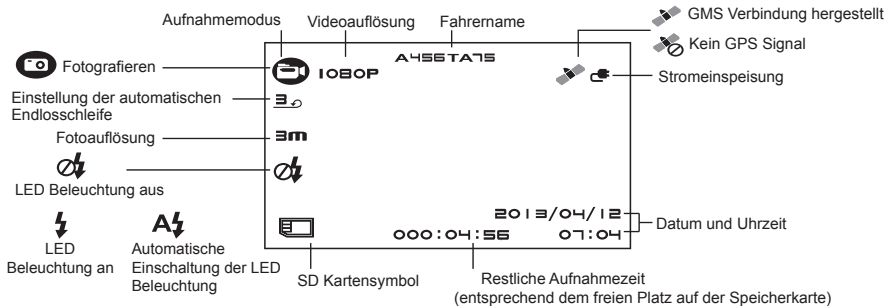 Aufnahmemodus
Videoauflösung
Fahrername
GMS Verbindung hergestellt
Kein GPS Signal
Fotografieren
1080P
A456TA75
Stromeinspeisung
Einstellung der automatischen
Endlosschleife
3
Fotoauflösung
3m
LED Beleuchtung aus
A
LED
Beleuchtung an
Automatische
Einschaltung der LED
Beleuchtung
2013/04/12
000:04:56
07:04
Datum und Uhrzeit
SD Kartensymbol
Restliche Aufnahmezeit
(entsprechend dem freien Platz auf der Speicherkarte)